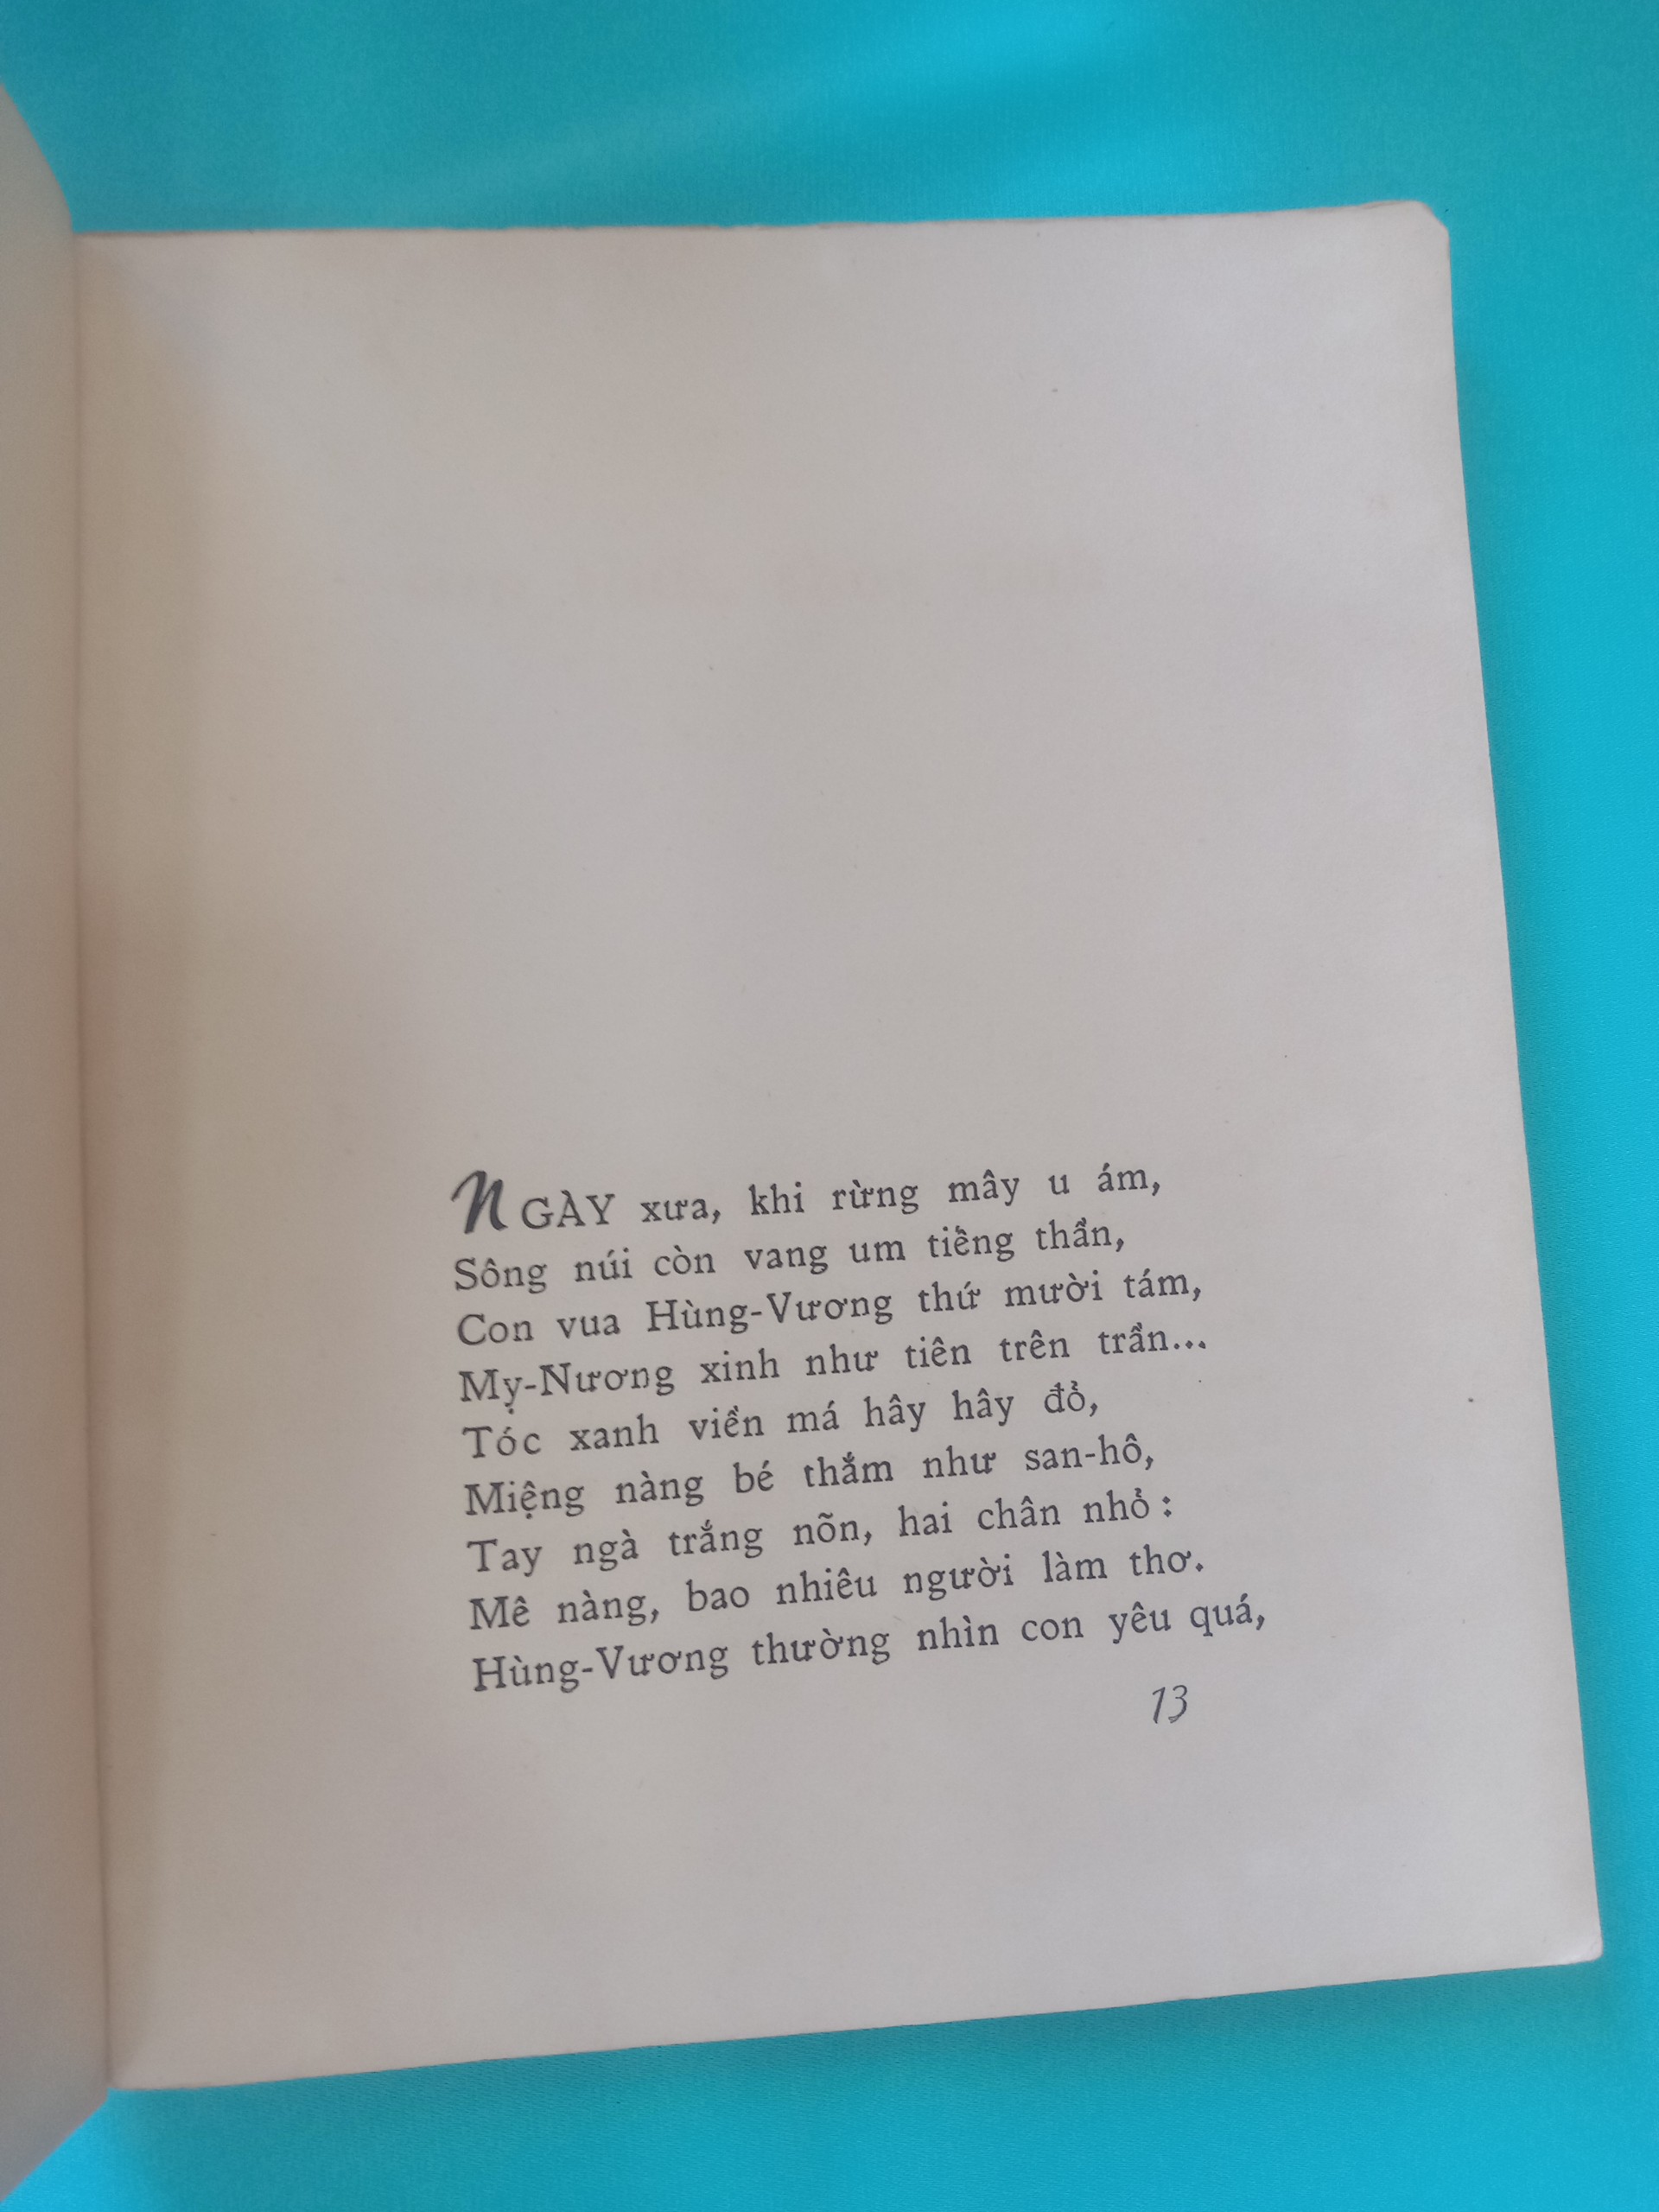 NGÀY xưa, khi rừng mây u ám,
Sông núi còn vang um tiếng thần,
Con vua Hùng-Vương thứ mười tám,
Mỵ-Nương xinh như tiên trên trần...
Tóc xanh viền má hây hây đỏ,
Miệng nàng bé thắm như san-hô,
Tay ngà trắng nõn, hai chân nhỏ :
Mê nàng, bao nhiêu người làm thơ.
Hùng-Vương thường nhìn con yêu quá,
13